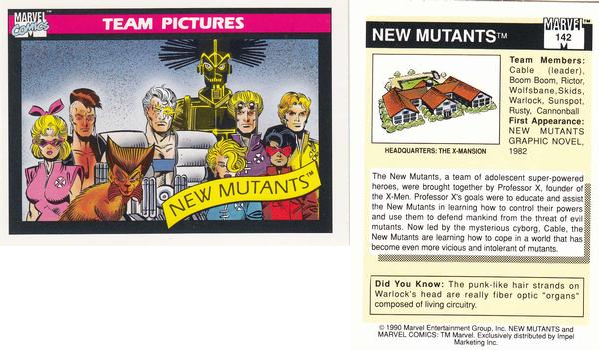 MARVEL
COMICS
TM
TEAM PICTURES
NEW MUTANTS™
NEW MUTANTS™
MARVEL™
142
M
Team Members:
Cable (leader),
Boom Boom, Rictor,
Wolfsbane, Skids,
Warlock, Sunspot,
Rusty, Cannonball
First Appearance:
NEW MUTANTS
GRAPHIC NOVEL,
1982
HEADQUARTERS: THE X-MANSION
The New Mutants, a team of adolescent super-powered
heroes, were brought together by Professor X, founder of
the X-Men. Professor X's goals were to educate and assist
the New Mutants in learning how to control their powers
and use them to defend mankind from the threat of evil
mutants. Now led by the mysterious cyborg, Cable, the
New Mutants are learning how to cope in a world that has
become even more vicious and intolerant of mutants.
Did You Know: The punk-like hair strands on
Warlock's head are really fiber optic "organs"
composed of living circuitry.
© 1990 Marvel Entertainment Group, Inc. NEW MUTANTS and
MARVEL COMICS: TM Marvel. Exclusively distributed by Impel
Marketing Inc.